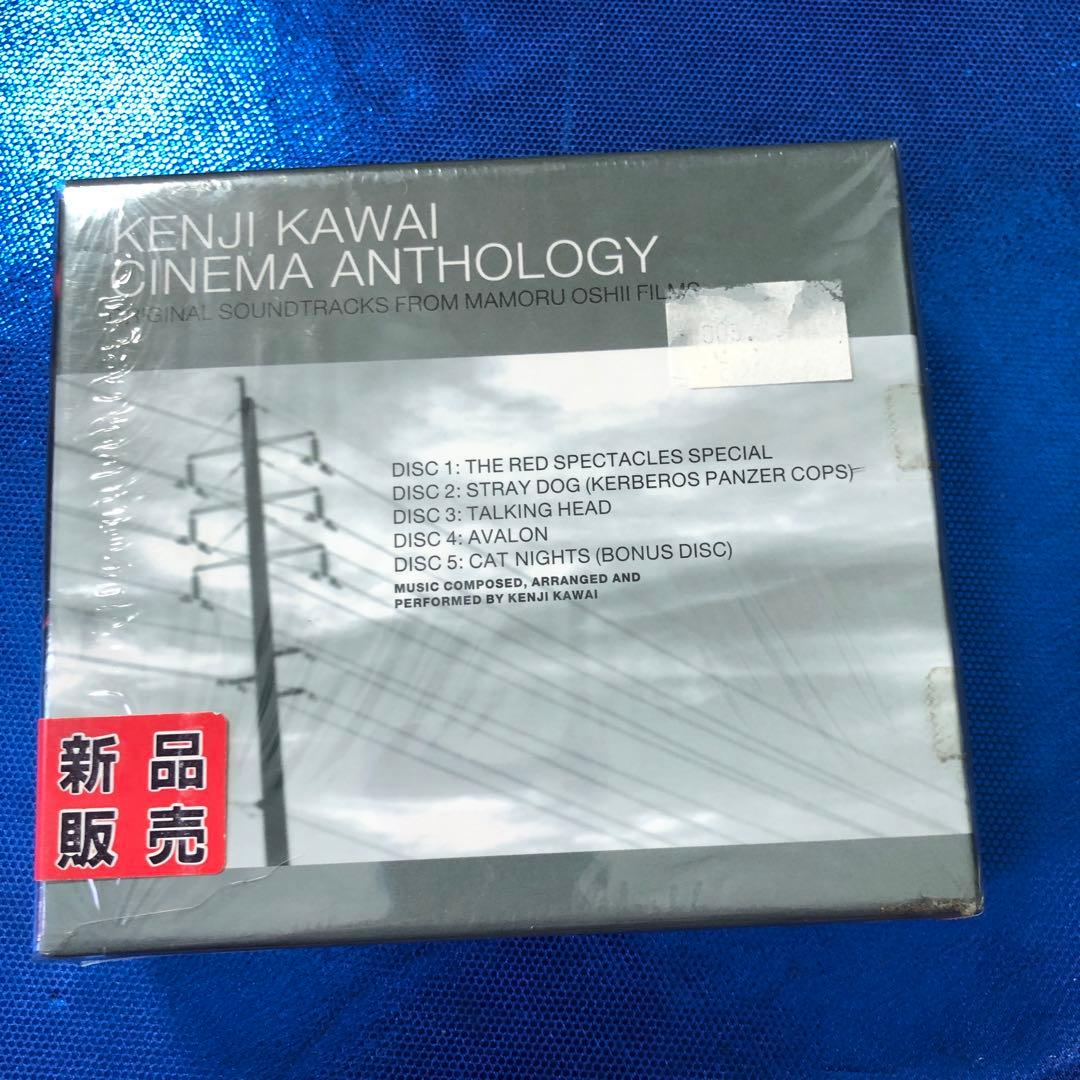 KENJI KAWAI
CINEMA ANTHOLOGY
ORIGINAL SOUNDTRACKS FROM MAMORU OSHII FILMS
DISC 1: THE RED SPECTACLES SPECIAL
DISC 2: STRAY DOG (KERBEROS PANZER COPS)
DISC 3: TALKING HEAD
DISC 4: AVALON
DISC 5: CAT NIGHTS (BONUS DISC)
MUSIC COMPOSED, ARRANGED AND
PERFORMED BY KENJI KAWAI
新品
販売